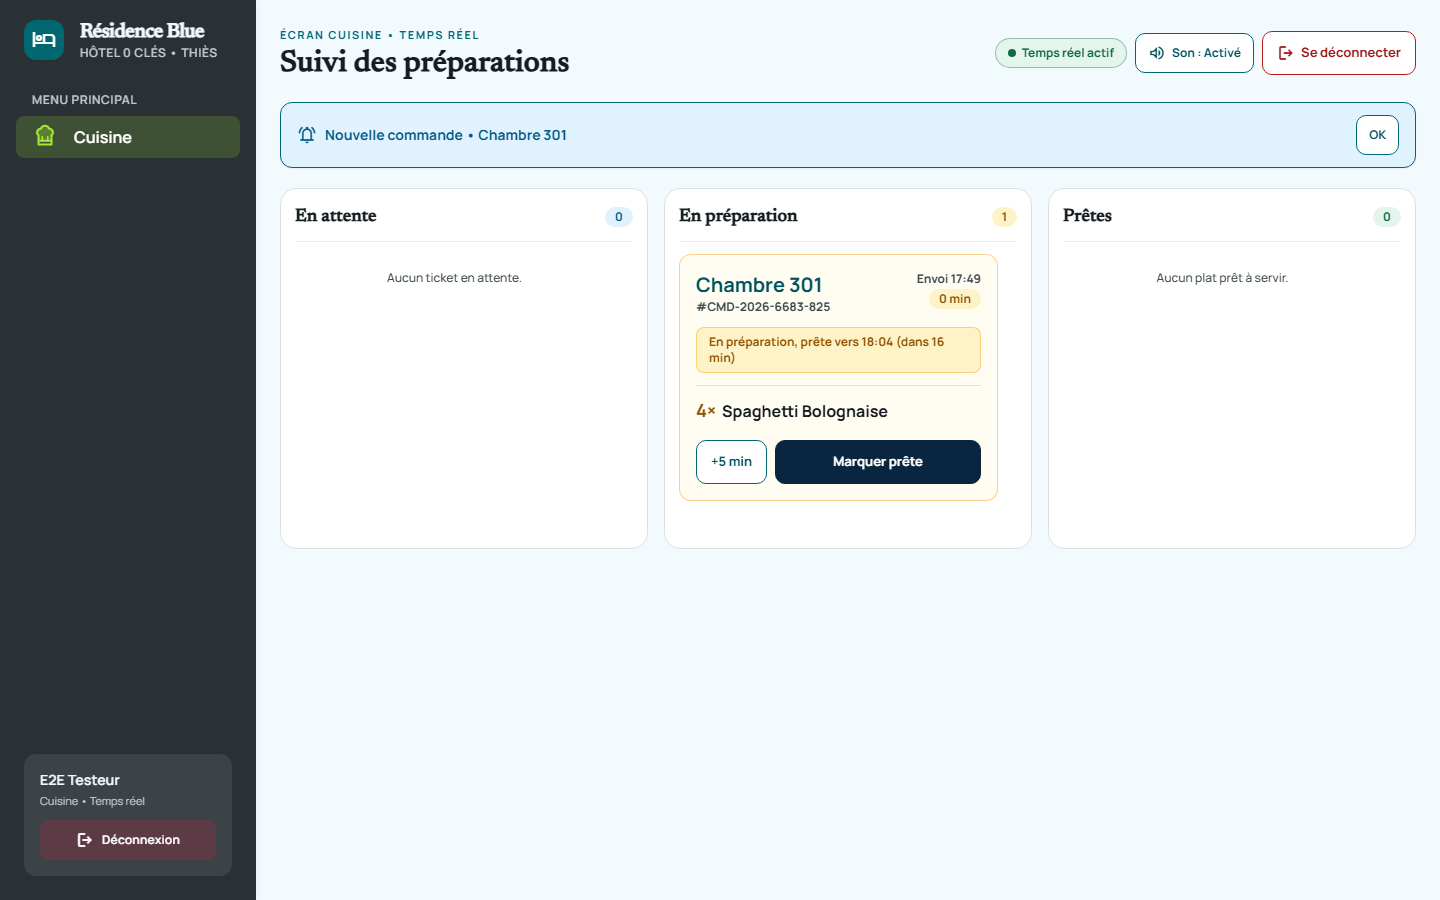 Résidence Blue
HÔTEL 0 CLÉS • THIÈS
MENU PRINCIPAL
Cuisine
E2E Testeur
Cuisine • Temps réel
Déconnexion
ÉCRAN CUISINE • TEMPS RÉEL
Suivi des préparations
Temps réel actif
Son : Activé
Se déconnecter
Nouvelle commande • Chambre 301
OK
En attente
0
Aucun ticket en attente.
En préparation
1
Chambre 301
Envoi 17:49
#CMD-2026-6683-825
0 min
En préparation, prête vers 18:04 (dans 16
min)
4× Spaghetti Bolognaise
+5 min
Marquer prête
Prêtes
0
Aucun plat prêt à servir.